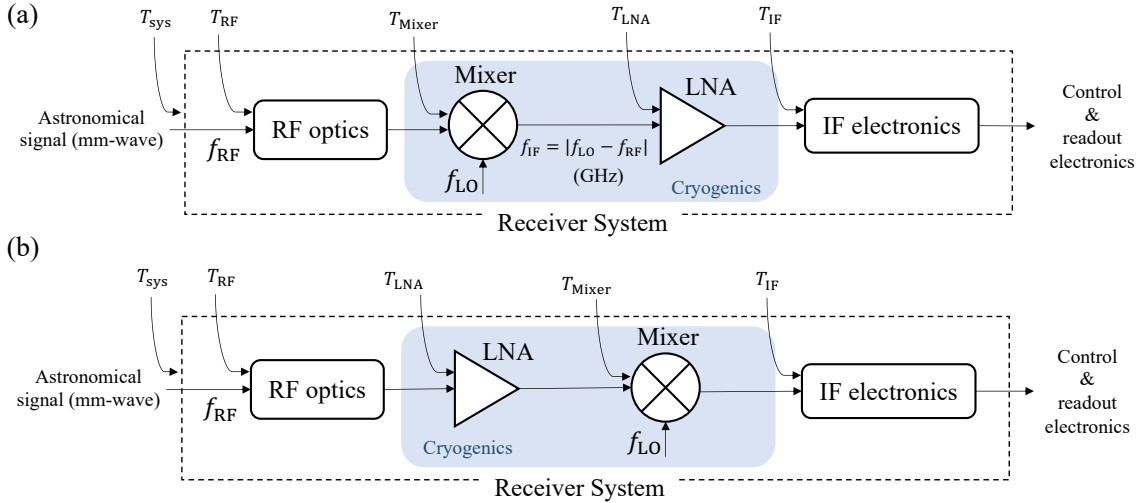 (a)
T_sys
T_RF
T_Mixer
T_LNA
T_IF
Mixer
LNA
Astronomical
signal (mm-wave)
f_RF
RF optics
f_IF = |f_LO − f_RF|
(GHz)
f_LO
Cryogenics
IF electronics
Control
&
readout
electronics
Receiver System
(b)
T_sys
T_RF
T_LNA
T_Mixer
T_IF
LNA
Mixer
Astronomical
signal (mm-wave)
f_RF
RF optics
Cryogenics
f_LO
IF electronics
Control
&
readout
electronics
Receiver System